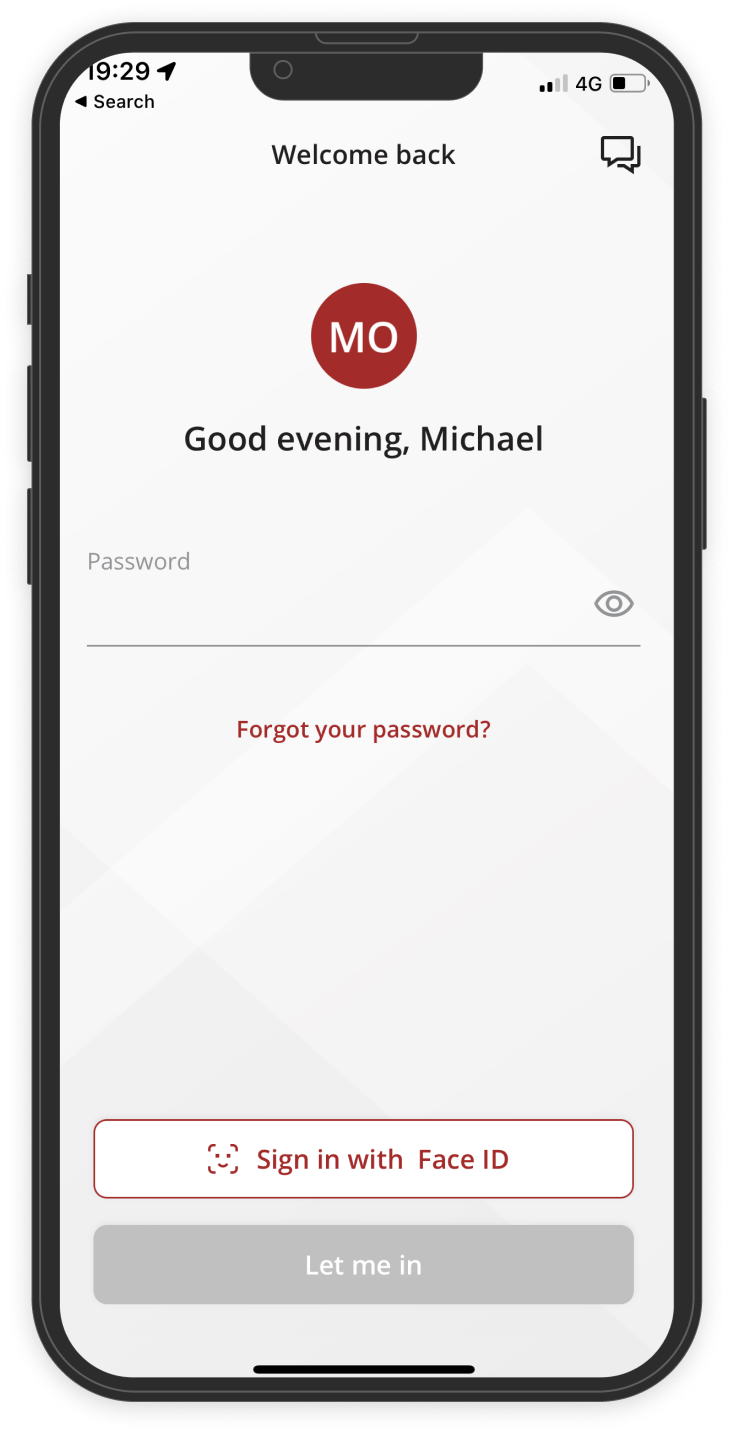 19:29
4G
◀ Search
Welcome back
MO
Good evening, Michael
Password
Forgot your password?
Sign in with Face ID
Let me in